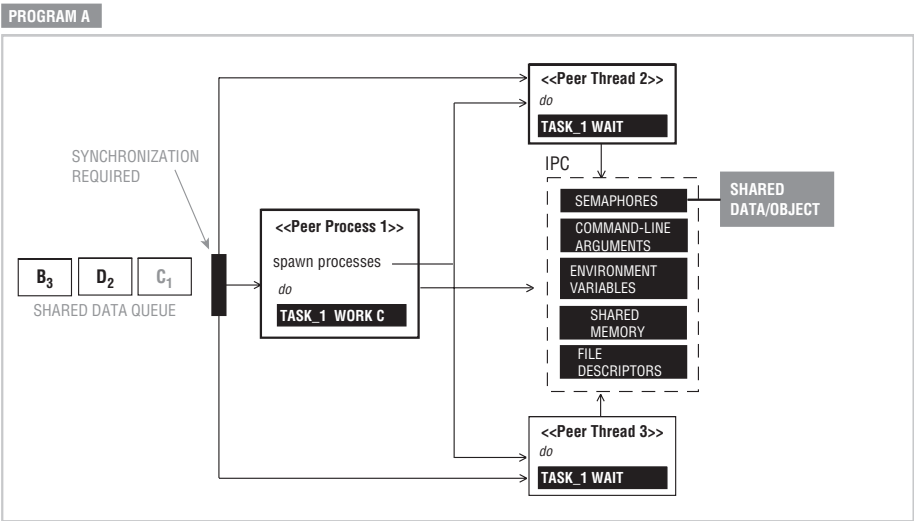 PROGRAM A
<<Peer Thread 2>>
do
TASK_1 WAIT
SYNCHRONIZATION
REQUIRED
IPC
SEMAPHORES
SHARED
DATA/OBJECT
<<Peer Process 1>>
spawn processes
do
TASK_1 WORK C
COMMAND-LINE
ARGUMENTS
ENVIRONMENT
VARIABLES
SHARED
MEMORY
FILE
DESCRIPTORS
B3
D2
C1
SHARED DATA QUEUE
<<Peer Thread 3>>
do
TASK_1 WAIT